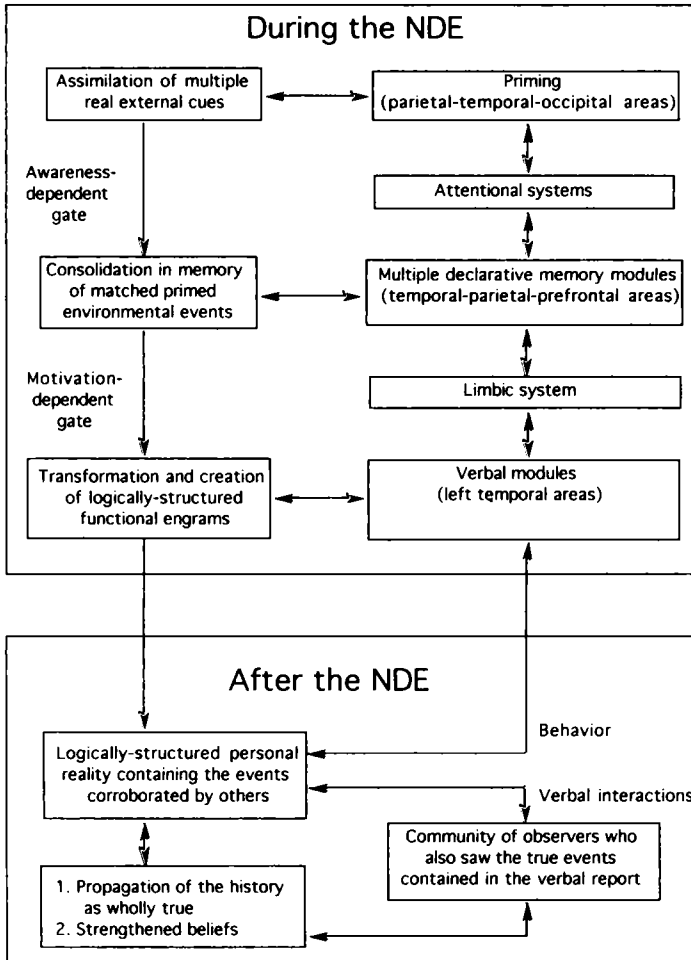 During the NDE
Assimilation of multiple
real external cues
Priming
(parietal-temporal-occipital areas)
Awareness-
dependent
gate
Attentional systems
Consolidation in memory
of matched primed
environmental events
Multiple declarative memory modules
(temporal-parietal-prefrontal areas)
Motivation-
dependent
gate
Limbic system
Transformation and creation
of logically-structured
functional engrams
Verbal modules
(left temporal areas)
After the NDE
Behavior
Logically-structured personal
reality containing the events
corroborated by others
Verbal interactions
Community of observers who
also saw the true events
contained in the verbal report
1. Propagation of the history
as wholly true
2. Strengthened beliefs